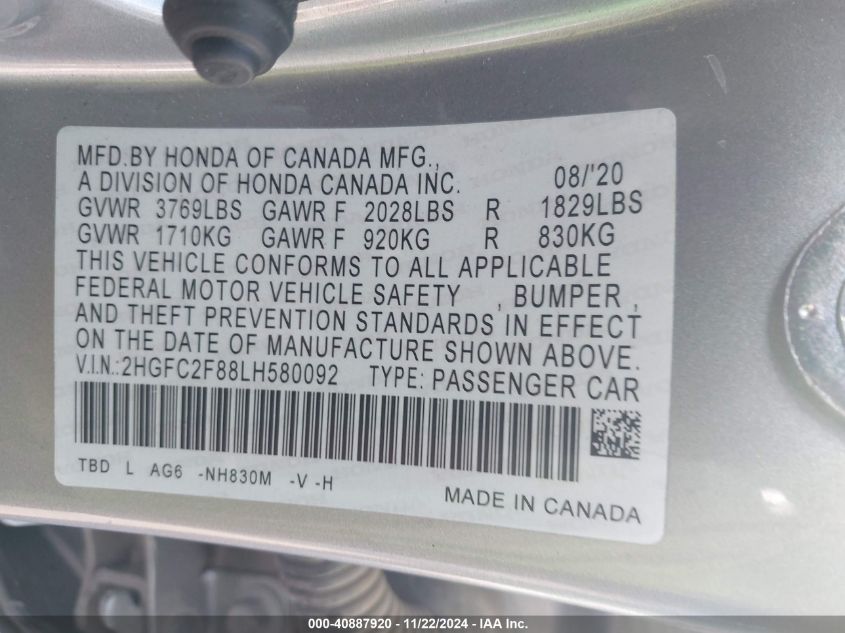 MFD.BY HONDA OF CANADA MFG.,
A DIVISION OF HONDA CANADA INC. 08/'20
GVWR 3769LBS GAWR F 2028LBS R 1829LBS
GVWR 1710KG GAWR F 920KG R 830KG
THIS VEHICLE CONFORMS TO ALL APPLICABLE
FEDERAL MOTOR VEHICLE SAFETY , BUMPER ,
AND THEFT PREVENTION STANDARDS IN EFFECT
ON THE DATE OF MANUFACTURE SHOWN ABOVE.
V.I.N.:2HGFC2F88LH580092 TYPE: PASSENGER CAR
TBD L AG6 -NH830M -V -H
MADE IN CANADA
000-40887920 - 11/22/2024 - IAA Inc.